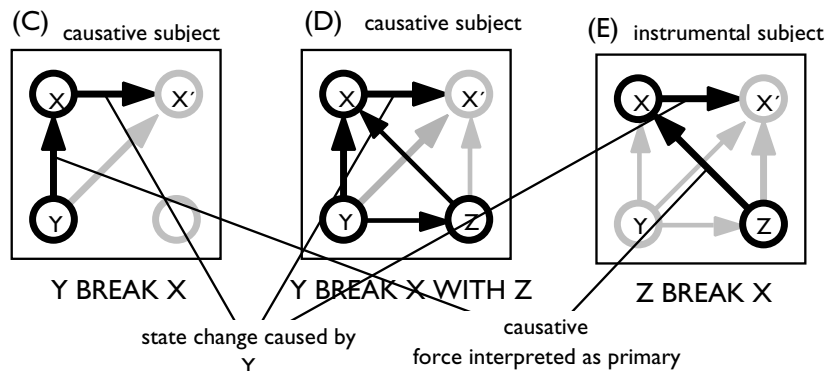 (C) causative subject
X X′
Y
Y BREAK X
(D) causative subject
X X′
Y Z
Y BREAK X WITH Z
(E) instrumental subject
X X′
Y Z
Z BREAK X
state change caused by
Y
causative
force interpreted as primary